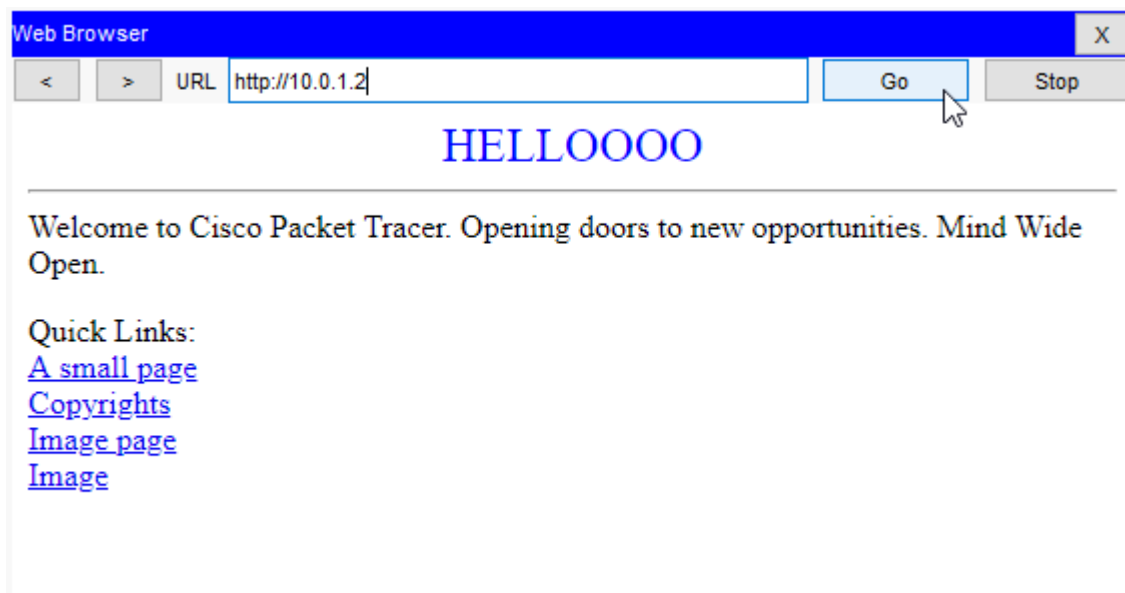 Web Browser X
< > URL http://10.0.1.2 Go Stop
HELLOOOO
Welcome to Cisco Packet Tracer. Opening doors to new opportunities. Mind Wide
Open.
Quick Links:
A small page
Copyrights
Image page
Image